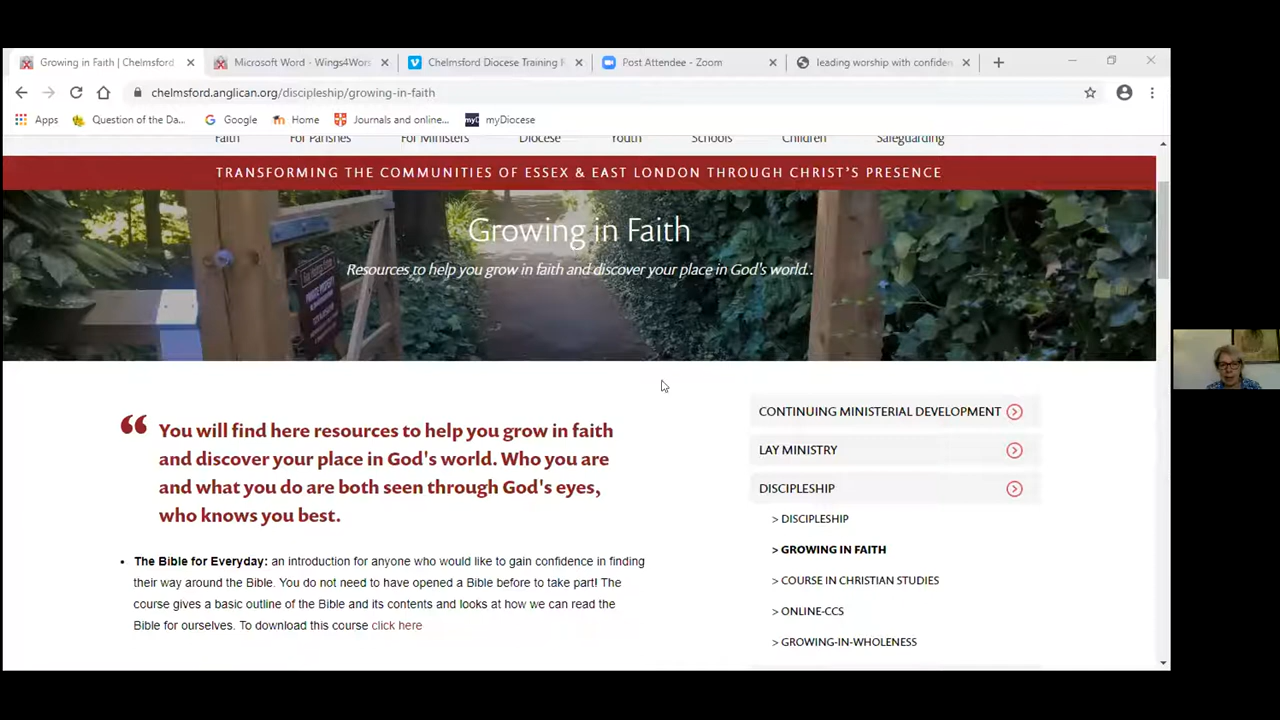 Growing in Faith | Chelmsford
Microsoft Word - Wings4Wors
Chelmsford Diocese Training F
Post Attendee - Zoom
leading worship with confiden
chelmsford.anglican.org/discipleship/growing-in-faith
Apps
Question of the Da...
Google
Home
Journals and online...
myDiocese
Faith
For Parishes
For Ministers
Diocese
Youth
Schools
Children
Safeguarding
TRANSFORMING THE COMMUNITIES OF ESSEX & EAST LONDON THROUGH CHRIST'S PRESENCE
Growing in Faith
Resources to help you grow in faith and discover your place in God's world..
“ You will find here resources to help you grow in faith
and discover your place in God's world. Who you are
and what you do are both seen through God's eyes,
who knows you best.
• The Bible for Everyday: an introduction for anyone who would like to gain confidence in finding
their way around the Bible. You do not need to have opened a Bible before to take part! The
course gives a basic outline of the Bible and its contents and looks at how we can read the
Bible for ourselves. To download this course click here
CONTINUING MINISTERIAL DEVELOPMENT
LAY MINISTRY
DISCIPLESHIP
> DISCIPLESHIP
> GROWING IN FAITH
> COURSE IN CHRISTIAN STUDIES
> ONLINE-CCS
> GROWING-IN-WHOLENESS